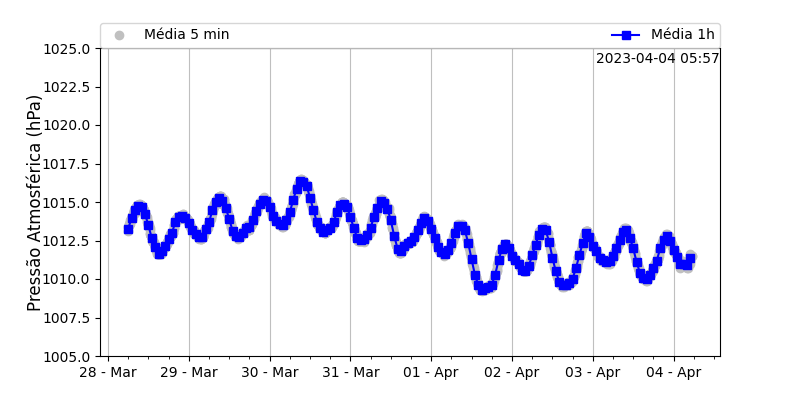 Média 5 min
Média 1h
2023-04-04 05:57
Pressão Atmosférica (hPa)
1025.0
1022.5
1020.0
1017.5
1015.0
1012.5
1010.0
1007.5
1005.0
28 - Mar
29 - Mar
30 - Mar
31 - Mar
01 - Apr
02 - Apr
03 - Apr
04 - Apr